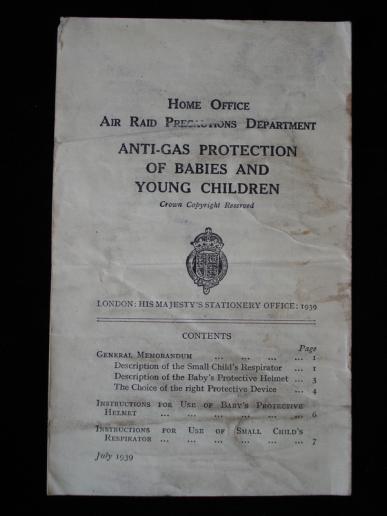 HOME OFFICE
AIR RAID PRECAUTIONS DEPARTMENT
ANTI-GAS PROTECTION
OF BABIES AND
YOUNG CHILDREN
Crown Copyright Reserved
LONDON: HIS MAJESTY'S STATIONERY OFFICE: 1939
CONTENTS
Page
GENERAL MEMORANDUM ... ... ... ... 1
Description of the Small Child's Respirator ... 1
Description of the Baby's Protective Helmet ... 3
The Choice of the right Protective Device ... 4
INSTRUCTIONS FOR USE OF BABY'S PROTECTIVE
HELMET ... ... ... ... ... ... 6
INSTRUCTIONS FOR USE OF SMALL CHILD'S
RESPIRATOR ... ... ... ... ... ... 7
July 1939